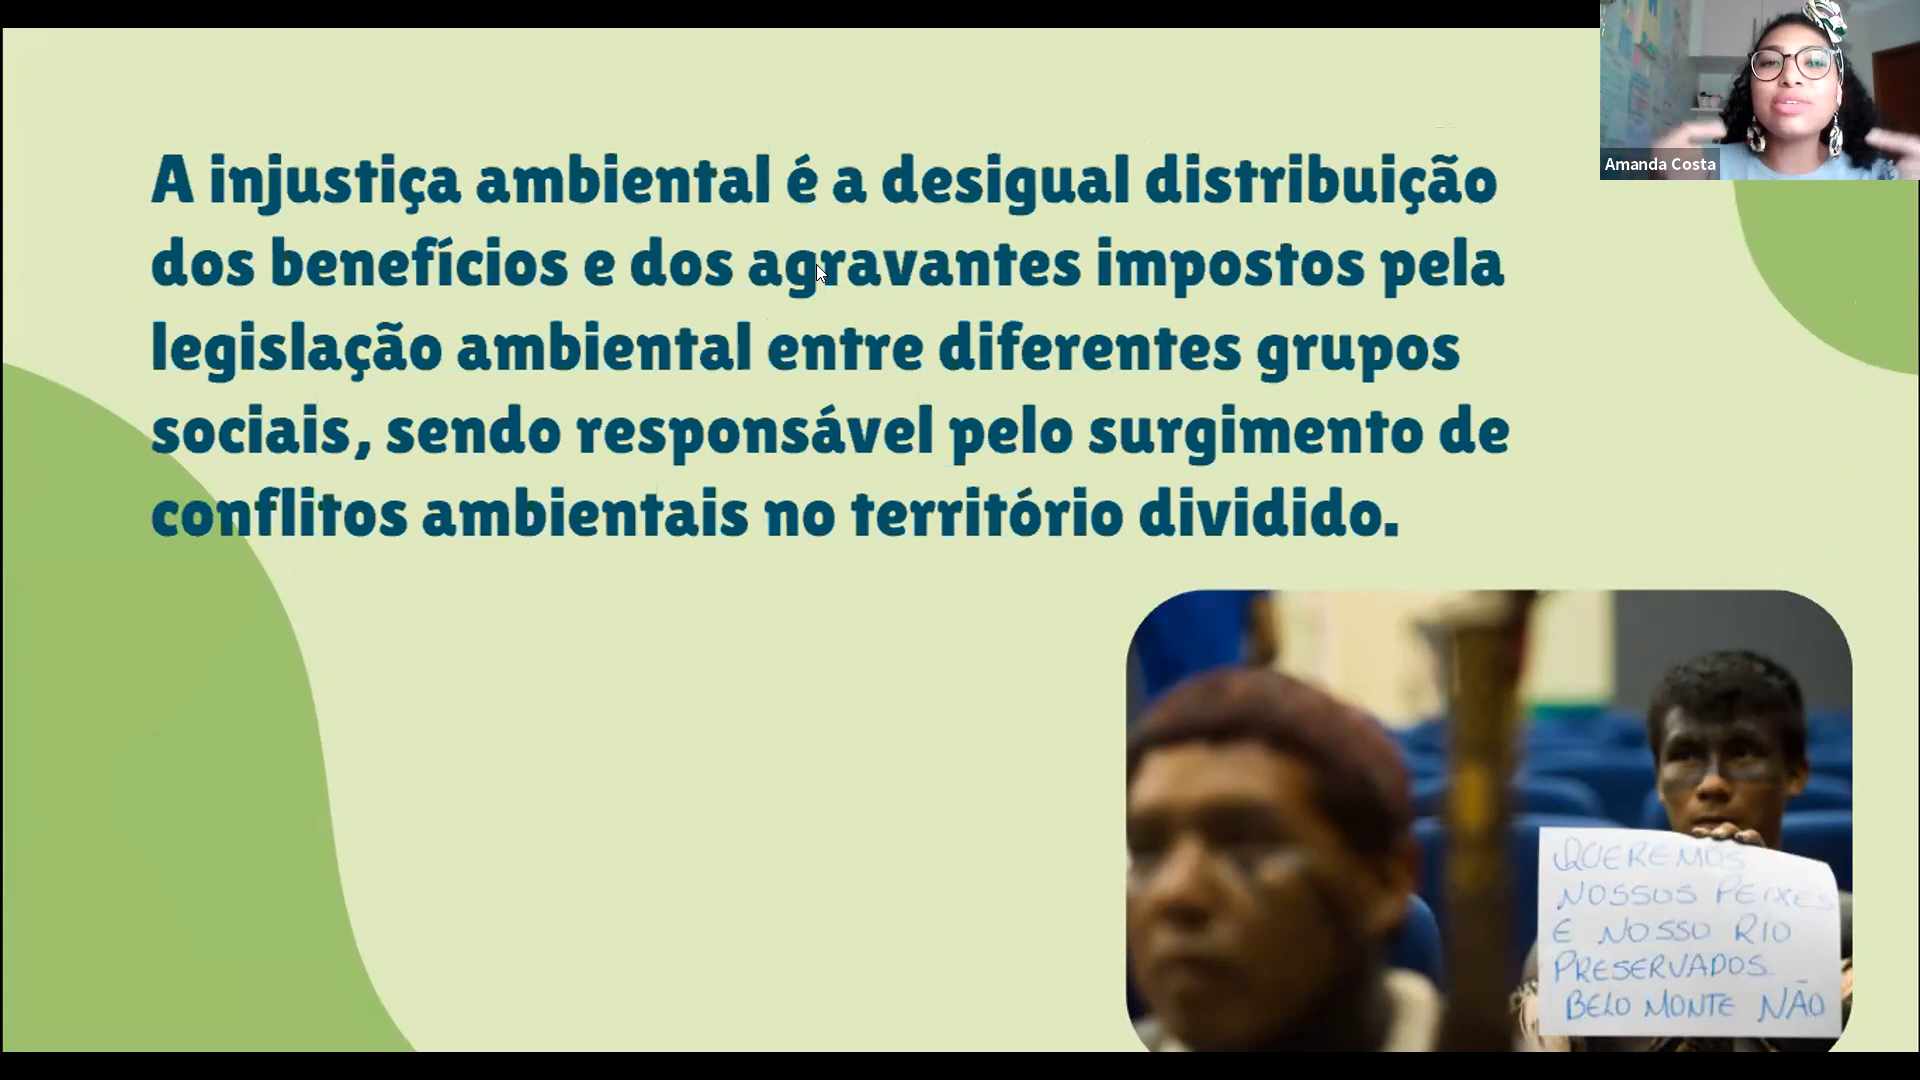 A injustiça ambiental é a desigual distribuição
dos benefícios e dos agravantes impostos pela
legislação ambiental entre diferentes grupos
sociais, sendo responsável pelo surgimento de
conflitos ambientais no território dividido.
Amanda Costa
QUEREMOS
NOSSOS PEIXES
E NOSSO RIO
PRESERVADOS.
BELO MONTE NÃO